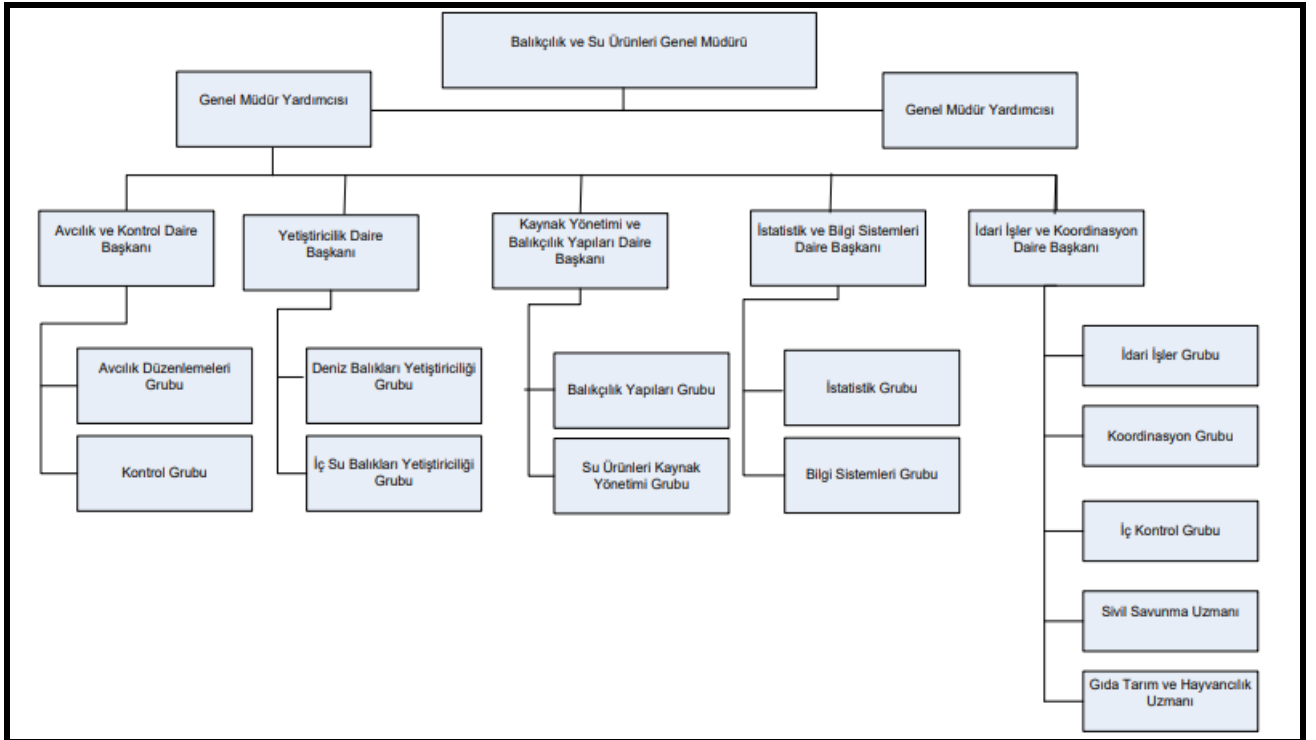 Balıkçılık ve Su Ürünleri Genel Müdürü
Genel Müdür Yardımcısı
Genel Müdür Yardımcısı
Avcılık ve Kontrol Daire
Başkanı
Yetiştiricilik Daire
Başkanı
Kaynak Yönetimi ve
Balıkçılık Yapıları Daire
Başkanı
İstatistik ve Bilgi Sistemleri
Daire Başkanı
İdari İşler ve Koordinasyon
Daire Başkanı
Avcılık Düzenlemeleri
Grubu
Kontrol Grubu
Deniz Balıkları Yetiştiriciliği
Grubu
İç Su Balıkları Yetiştiriciliği
Grubu
Balıkçılık Yapıları Grubu
Su Ürünleri Kaynak
Yönetimi Grubu
İstatistik Grubu
Bilgi Sistemleri Grubu
İdari İşler Grubu
Koordinasyon Grubu
İç Kontrol Grubu
Sivil Savunma Uzmanı
Gıda Tarım ve Hayvancılık
Uzmanı